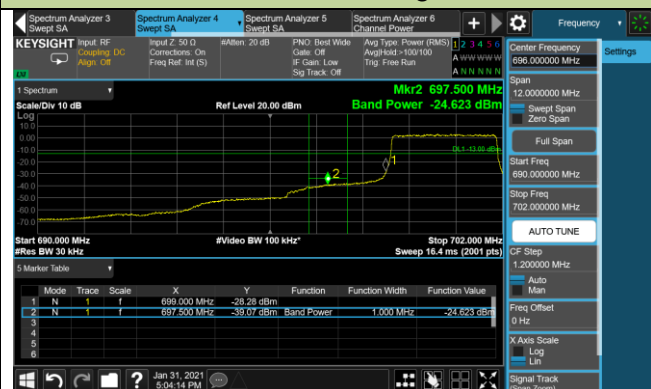 Spectrum Analyzer 3
Swept SA
Spectrum Analyzer 4
Swept SA
Spectrum Analyzer 5
Swept SA
Spectrum Analyzer 6
Channel Power
Frequency
KEYSIGHT
Input: RF
Coupling: DC
Align: Off
Input Z: 50 Ω
Corrections: On
Freq Ref: Int (S)
#Atten: 20 dB
PNO: Best Wide
Gate: Off
IF Gain: Low
Sig Track: Off
Avg Type: Power (RMS)
Avg|Hold:>100/100
Trig: Free Run
1 2 3 4 5 6
A W W W W W
A N N N N N
LXI
1 Spectrum
Scale/Div 10 dB
Ref Level 20.00 dBm
Mkr2 697.500 MHz
Band Power -24.623 dBm
Log
10.0
0.00
-10.0
-20.0
-30.0
-40.0
-50.0
-60.0
-70.0
DL1 -13.00 dBm
1
2
Start 690.000 MHz
#Video BW 100 kHz*
Stop 702.000 MHz
#Res BW 30 kHz
Sweep 16.4 ms (2001 pts)
5 Marker Table
Mode Trace Scale X Y Function Function Width Function Value
1 N 1 f 699.000 MHz -28.28 dBm
2 N 1 f 697.500 MHz -39.07 dBm Band Power 1.000 MHz -24.623 dBm
3
4
5
6
Jan 31, 2021
5:04:14 PM
Center Frequency
696.000000 MHz
Span
12.0000000 MHz
Swept Span
Zero Span
Full Span
Start Freq
690.000000 MHz
Stop Freq
702.000000 MHz
AUTO TUNE
CF Step
1.200000 MHz
Auto
Man
Freq Offset
0 Hz
X Axis Scale
Log
Lin
Signal Track
(Span Zoom)
Settings